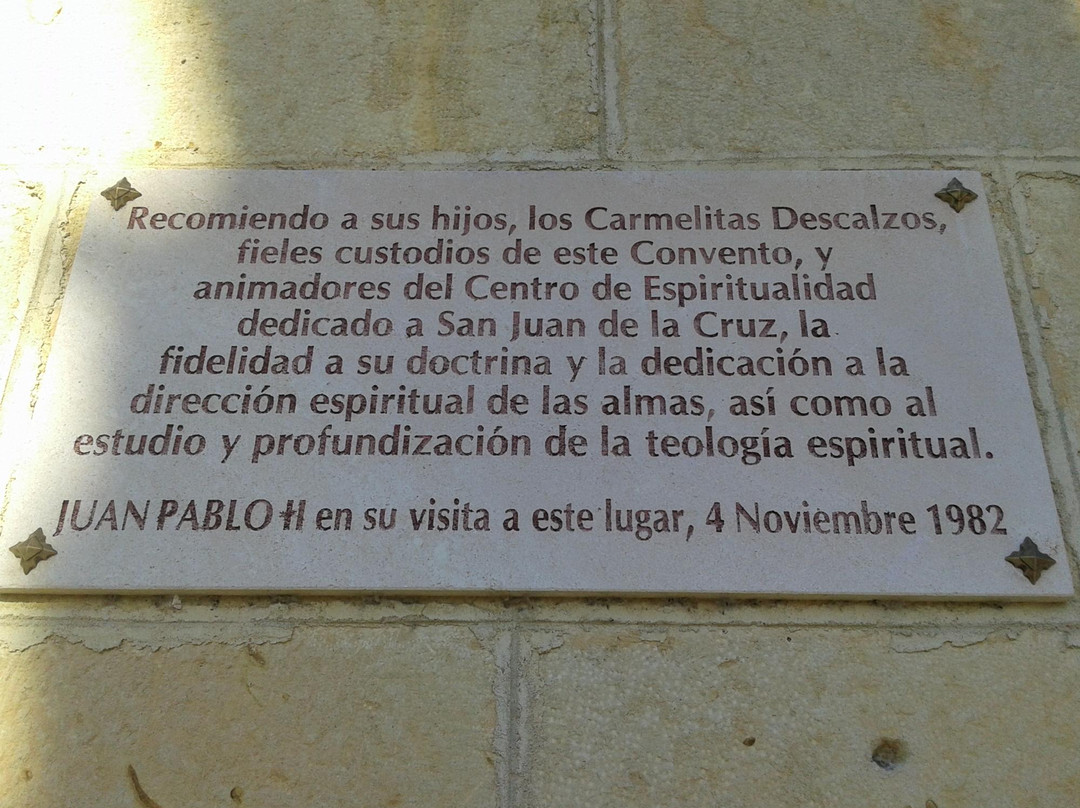 Recomiendo a sus hijos, los Carmelitas Descalzos,
fieles custodios de este Convento, y
animadores del Centro de Espiritualidad
dedicado a San Juan de la Cruz, la
fidelidad a su doctrina y la dedicación a la
dirección espiritual de las almas, así como al
estudio y profundización de la teología espiritual.
JUAN PABLO II en su visita a este lugar, 4 Noviembre 1982